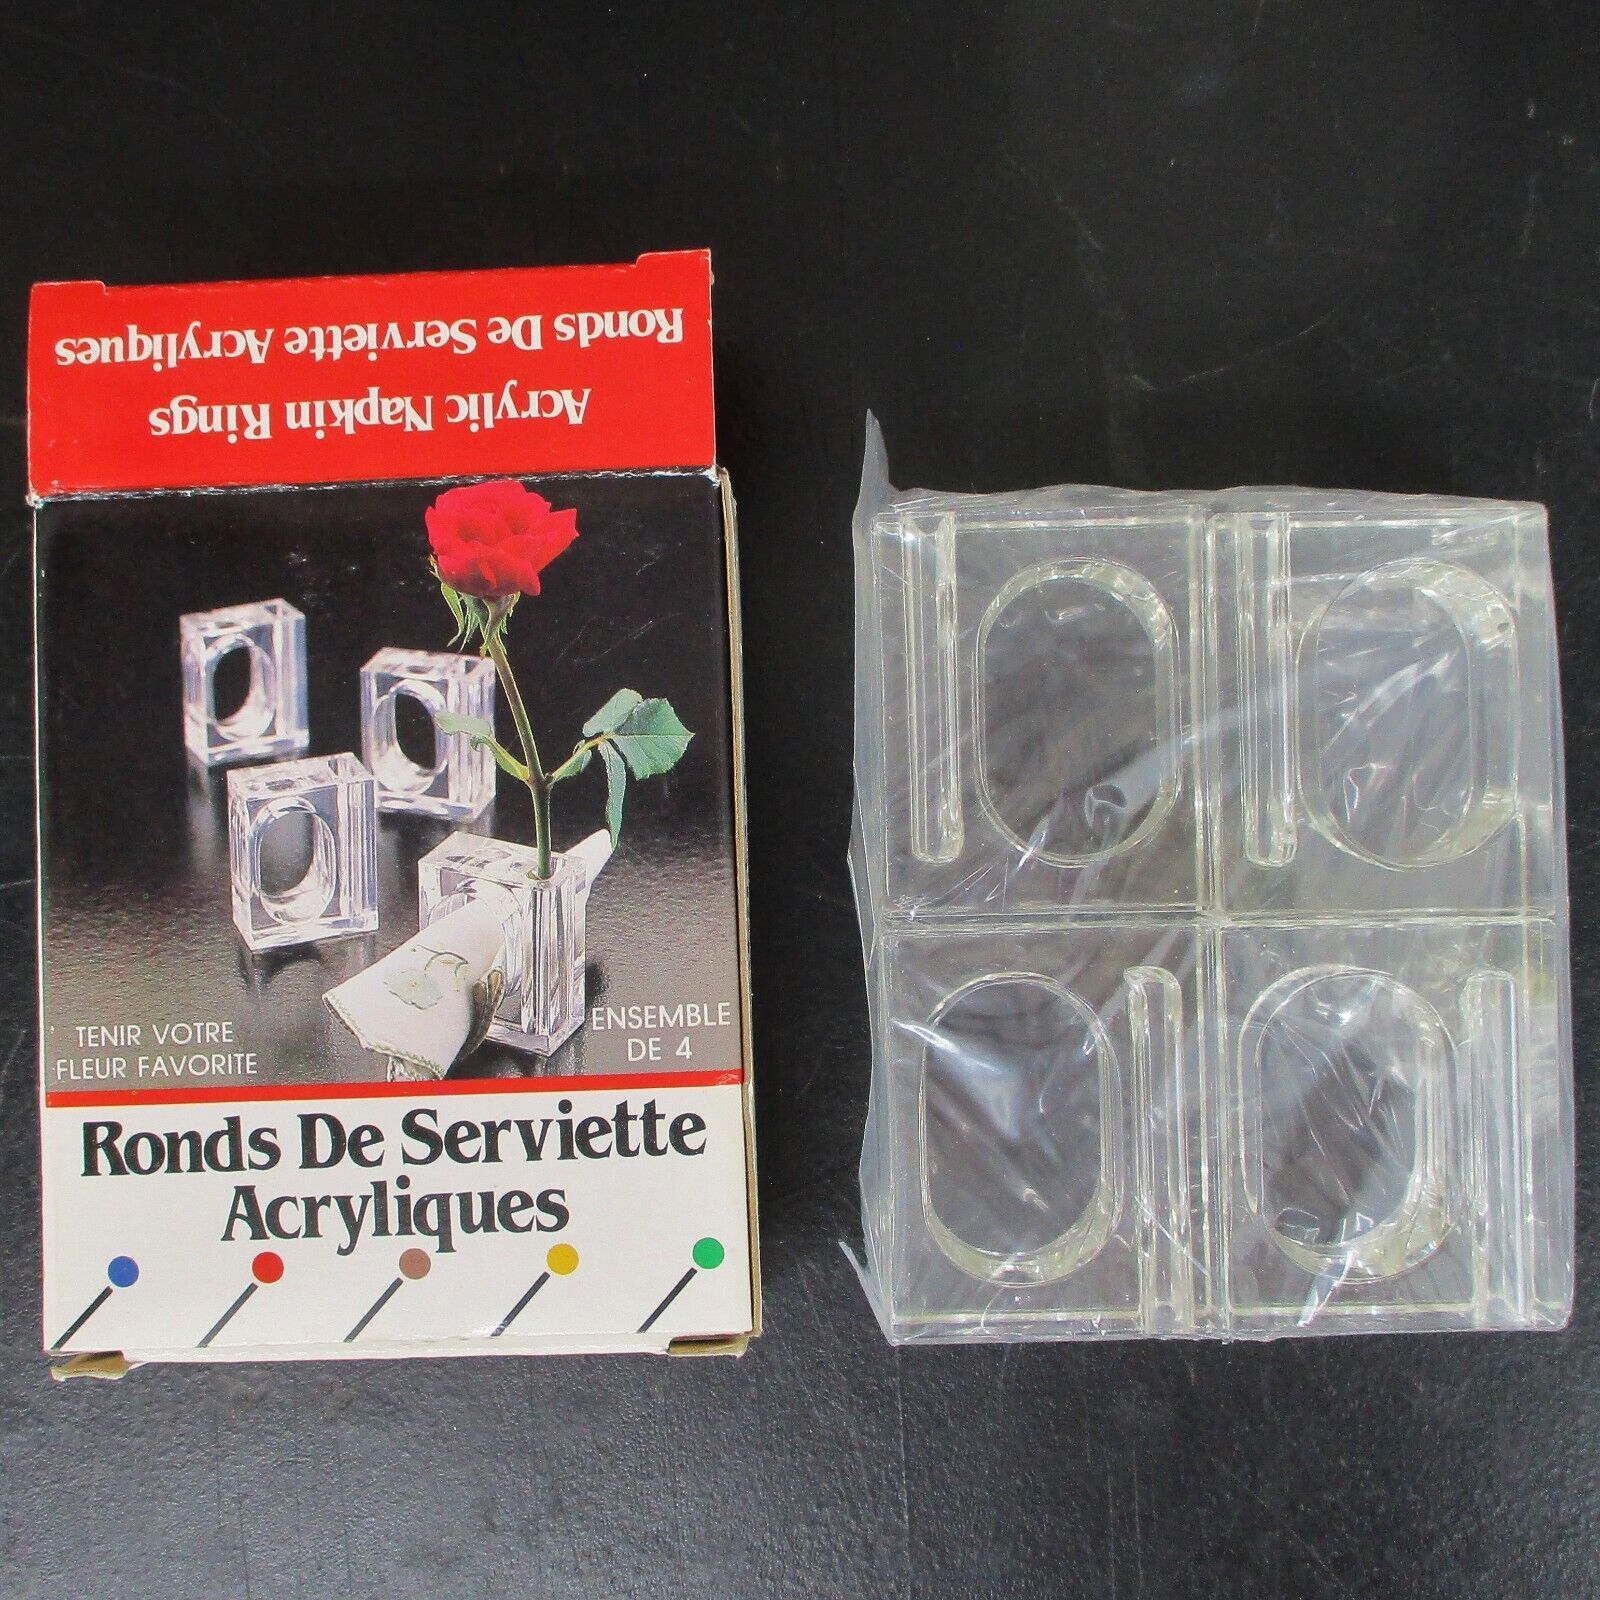 Acrylic Napkin Rings
Ronds De Serviette Acryliques
TENIR VOTRE
FLEUR FAVORITE
ENSEMBLE
DE 4
Ronds De Serviette
Acryliques